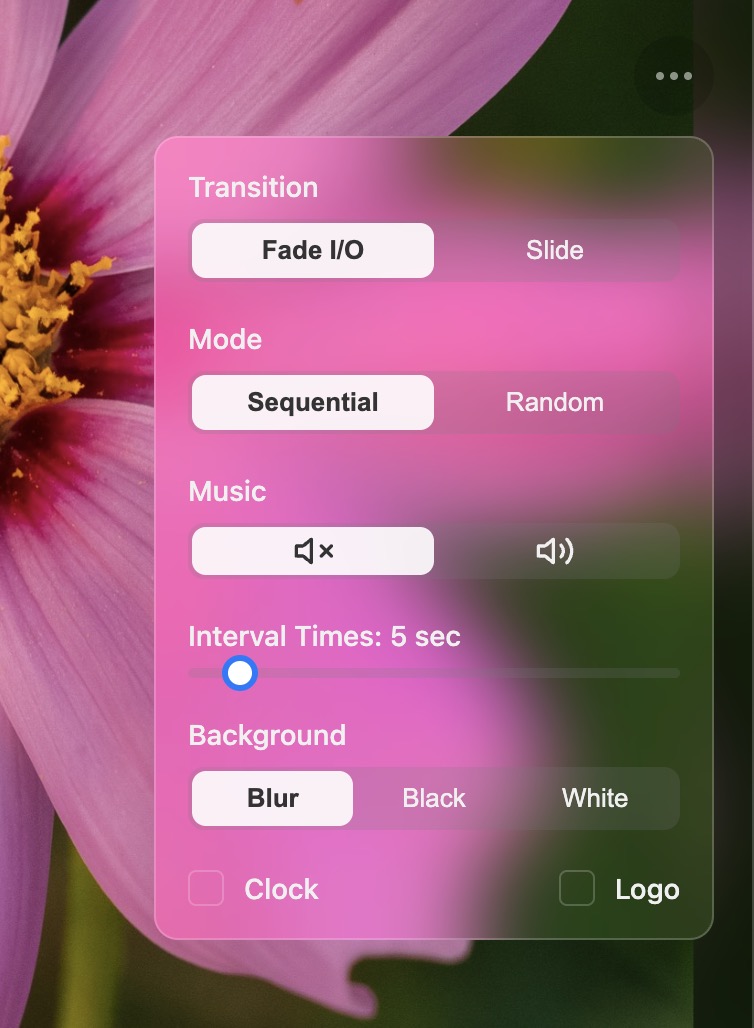 Transition
Fade I/O
Slide
Mode
Sequential
Random
Music
Interval Times: 5 sec
Background
Blur
Black
White
Clock
Logo